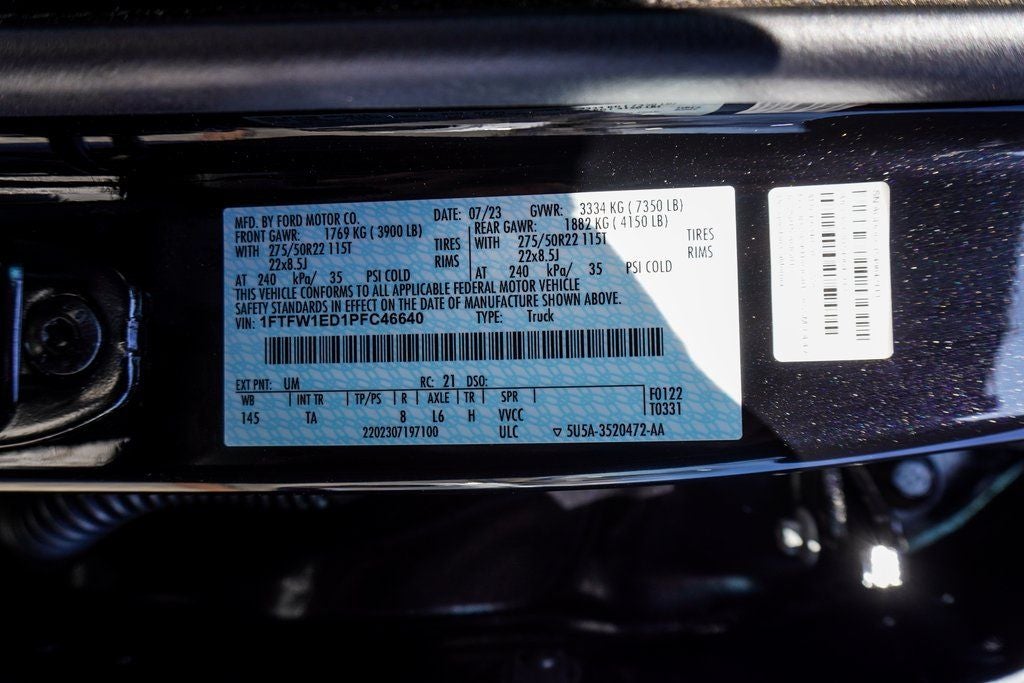 MFD. BY FORD MOTOR CO.
DATE: 07/23 GVWR: 3334 KG ( 7350 LB)
FRONT GAWR: 1769 KG ( 3900 LB)
WITH 275/50R22 115T TIRES
22x8.5J RIMS
AT 240 kPa/ 35 PSI COLD
REAR GAWR: 1882 KG ( 4150 LB)
WITH 275/50R22 115T TIRES
22x8.5J RIMS
AT 240 kPa/ 35 PSI COLD
THIS VEHICLE CONFORMS TO ALL APPLICABLE FEDERAL MOTOR VEHICLE
SAFETY STANDARDS IN EFFECT ON THE DATE OF MANUFACTURE SHOWN ABOVE.
VIN: 1FTFW1ED1PFC46640 TYPE: Truck
EXT PNT: UM RC: 21 DSO:
WB INT TR TP/PS R AXLE TR SPR
145 TA 8 L6 H VVCC
F0122
T0331
2202307197100 ULC ▽ 5U5A-3520472-AA